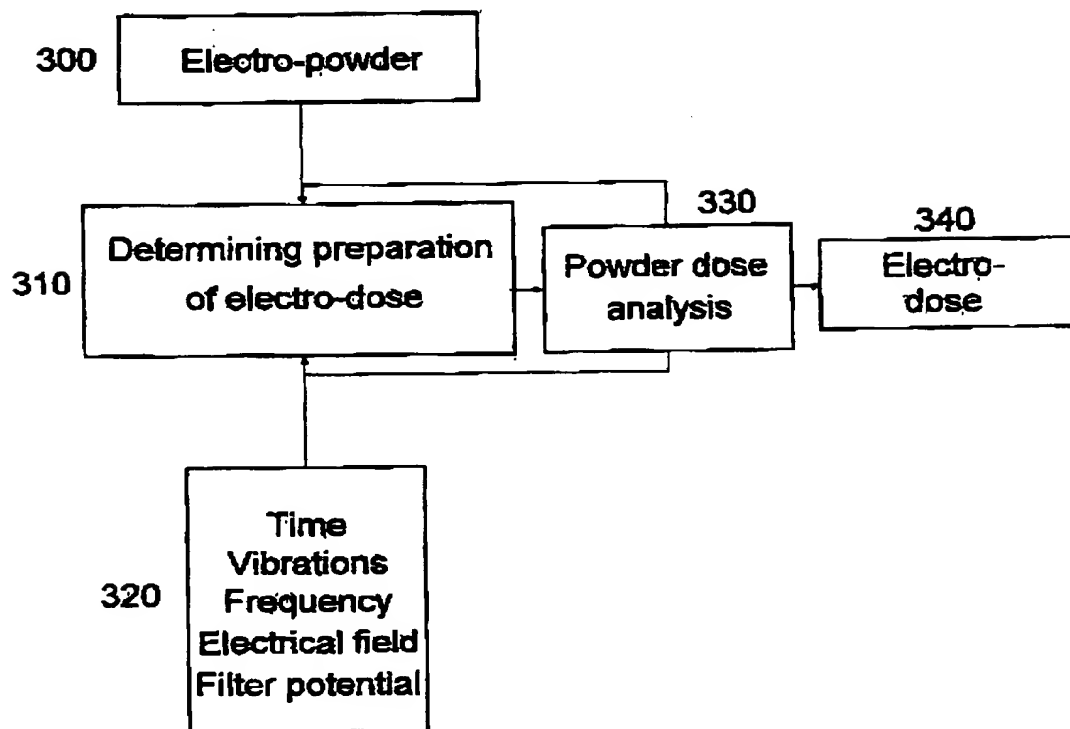 300
Electro-powder
330
340
310
Determining preparation
of electro-dose
Powder dose
analysis
Electro-
dose
320
Time
Vibrations
Frequency
Electrical field
Filter potential